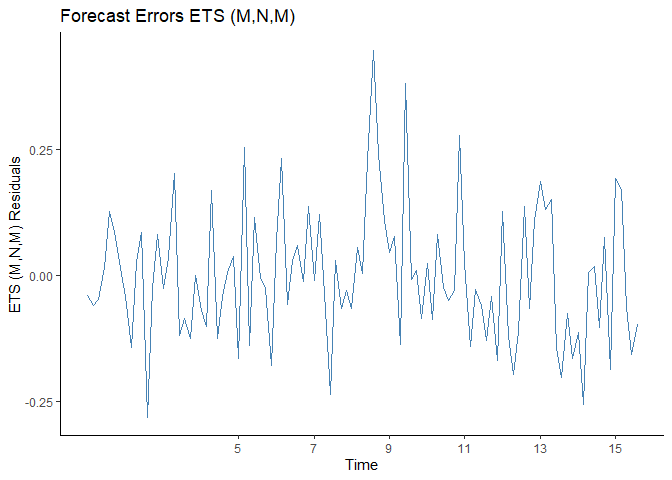 Forecast Errors ETS (M,N,M)
ETS (M,N,M) Residuals
0.25
0.00
-0.25
5 7 9 11 13 15
Time